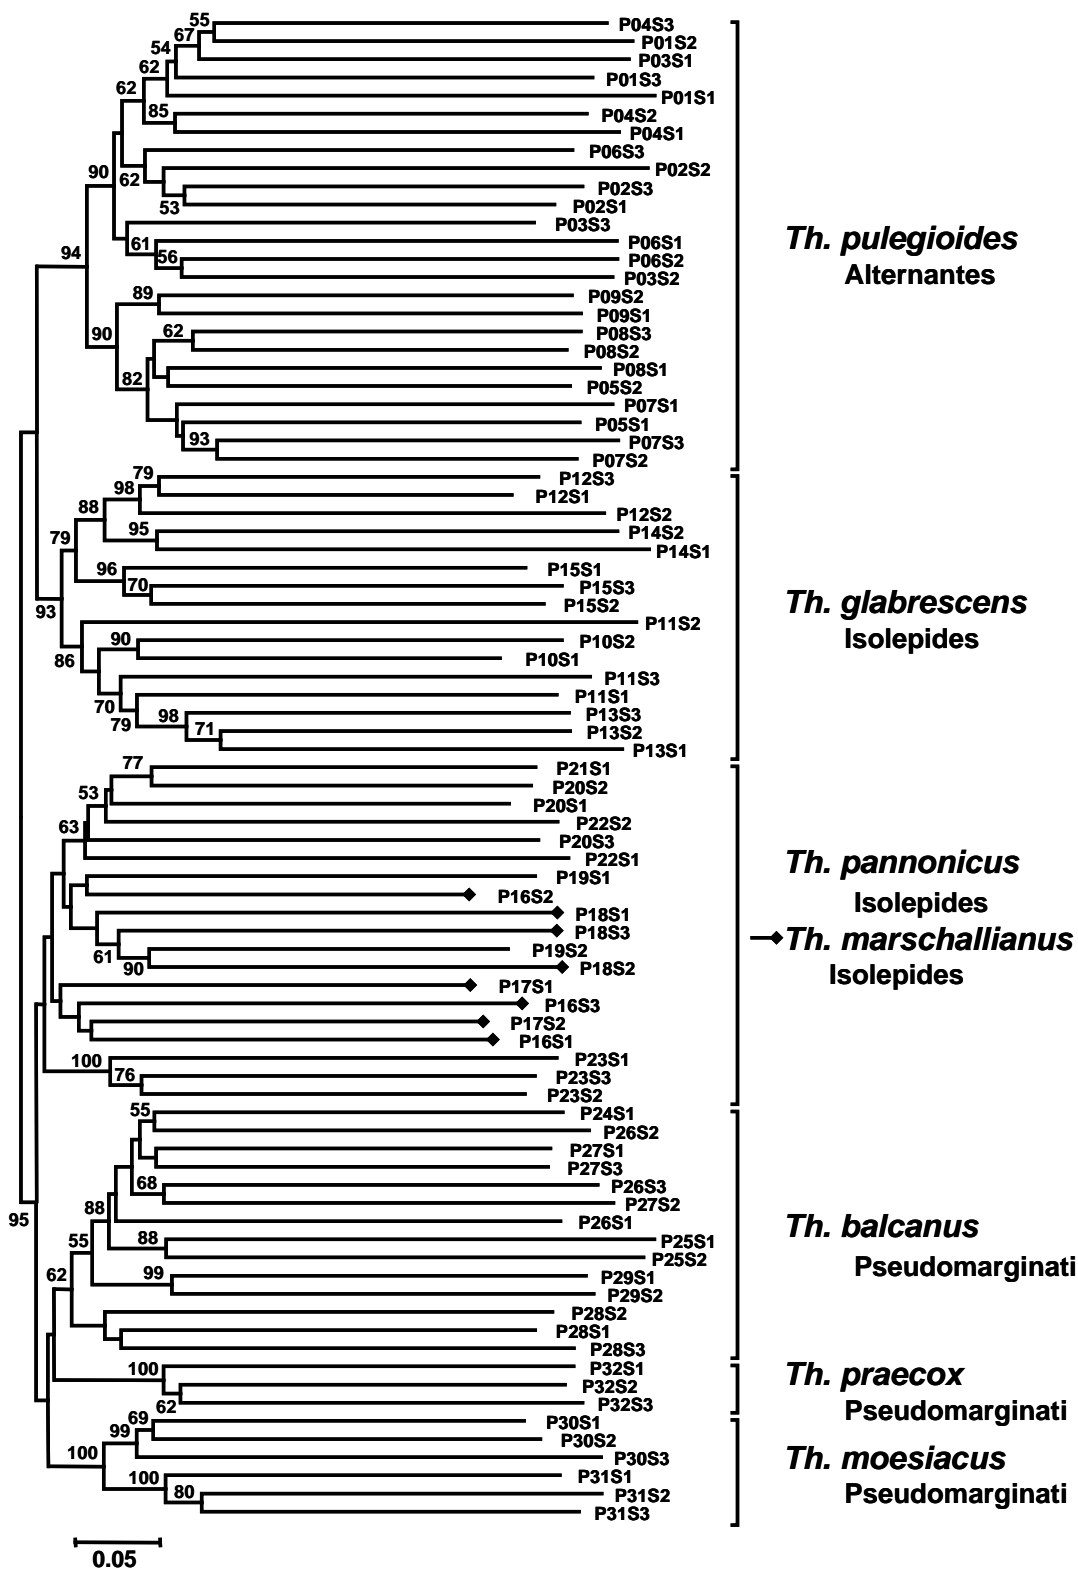 55
P04S3
67
P01S2
54
P03S1
62
P01S3
62
P01S1
85
P04S2
P04S1
90
P06S3
62
P02S2
P02S3
53
P02S1
94
P03S3
61
P06S1
56
P06S2
P03S2
89
P09S2
P09S1
90
62
P08S3
P08S2
82
P08S1
P05S2
P07S1
P05S1
93
P07S3
P07S2
Th. pulegioides
Alternantes
79
P12S3
98
P12S1
88
P12S2
95
P14S2
79
P14S1
96
P15S1
70
P15S3
93
P15S2
P11S2
90
P10S2
86
P10S1
P11S3
70
P11S1
79
98
P13S3
71
P13S2
P13S1
Th. glabrescens
Isolepides
77
P21S1
53
P20S2
P20S1
63
P22S2
P20S3
P22S1
P19S1
P16S2
P18S1
P18S3
61
P19S2
90
P18S2
P17S1
P16S3
P17S2
P16S1
100
P23S1
76
P23S3
P23S2
Th. pannonicus
Isolepides
Th. marschallianus
Isolepides
95
55
P24S1
P26S2
P27S1
P27S3
68
P26S3
P27S2
88
P26S1
55
88
P25S1
P25S2
62
99
P29S1
P29S2
P28S2
P28S1
P28S3
Th. balcanus
Pseudomarginati
100
P32S1
P32S2
62
P32S3
Th. praecox
Pseudomarginati
69
P30S1
99
P30S2
100
P30S3
100
P31S1
80
P31S2
P31S3
Th. moesiacus
Pseudomarginati
0.05